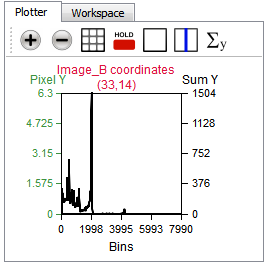 Plotter Workspace
HOLD
Σy
Image_B coordinates
Pixel Y (33,14) Sum Y
6.3 1504
4.725 1128
3.15 752
1.575 376
0 0
0 1998 3995 5993 7990
Bins